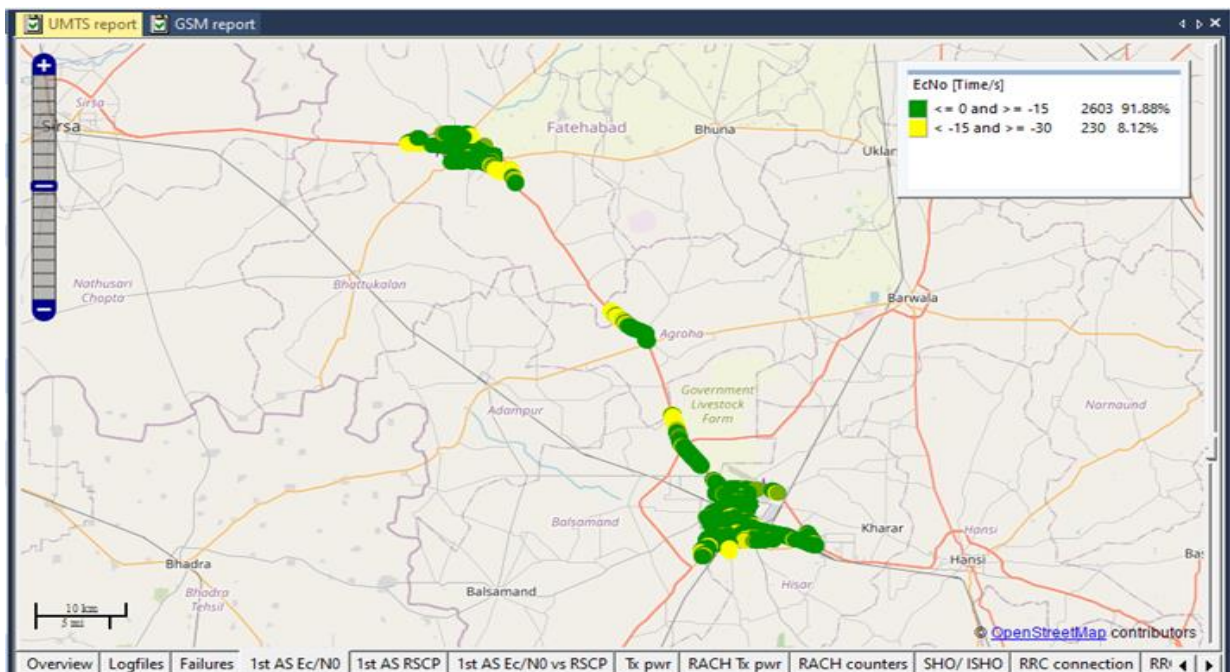 UMTS report GSM report
EcNo [Time/s]
<= 0 and >= -15 2603 91.88%
< -15 and >= -30 230 8.12%
Sirsa
Sirsa
Fatehabad
Bhuna
Nathusari
Chopta
Bhattukalan
Barwala
Agroha
Government
Livestock
Farm
Adampur
Narnaund
Balsamand
Kharar
Hansi
Hansi
Bhadra
Bhadra
Tehsil
Balsamand
Hisar
10 km
5 mi
© OpenStreetMap contributors
Overview Logfiles Failures 1st AS Ec/N0 1st AS RSCP 1st AS Ec/N0 vs RSCP Tx pwr RACH Tx pwr RACH counters SHO/ ISHO RRC connection